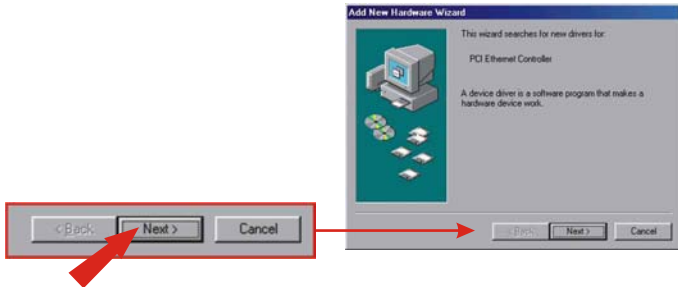 Add New Hardware Wizard
This wizard searches for new drivers for:
PCI Ethernet Controller
A device driver is a software program that makes a
hardware device work.
< Back
Next >
Cancel
< Back
Next >
Cancel